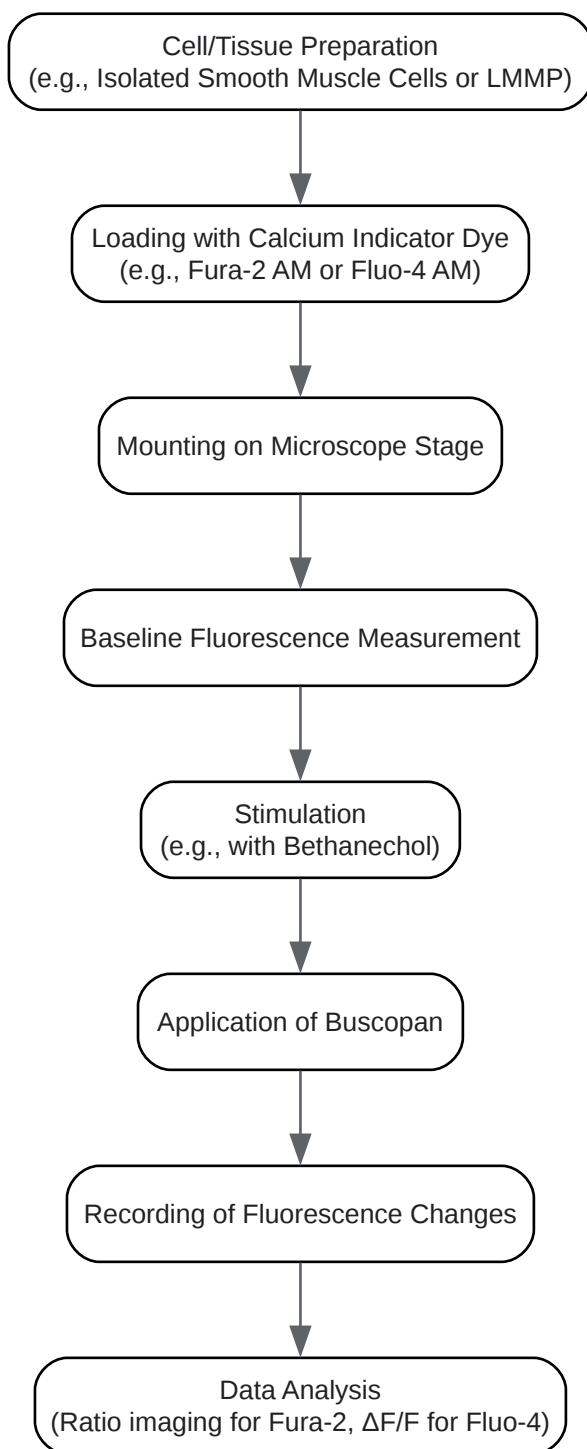 Cell/Tissue Preparation
(e.g., Isolated Smooth Muscle Cells or LMMP)
Loading with Calcium Indicator Dye
(e.g., Fura-2 AM or Fluo-4 AM)
Mounting on Microscope Stage
Baseline Fluorescence Measurement
Stimulation
(e.g., with Bethanechol)
Application of Buscopan
Recording of Fluorescence Changes
Data Analysis
(Ratio imaging for Fura-2, ΔF/F for Fluo-4)